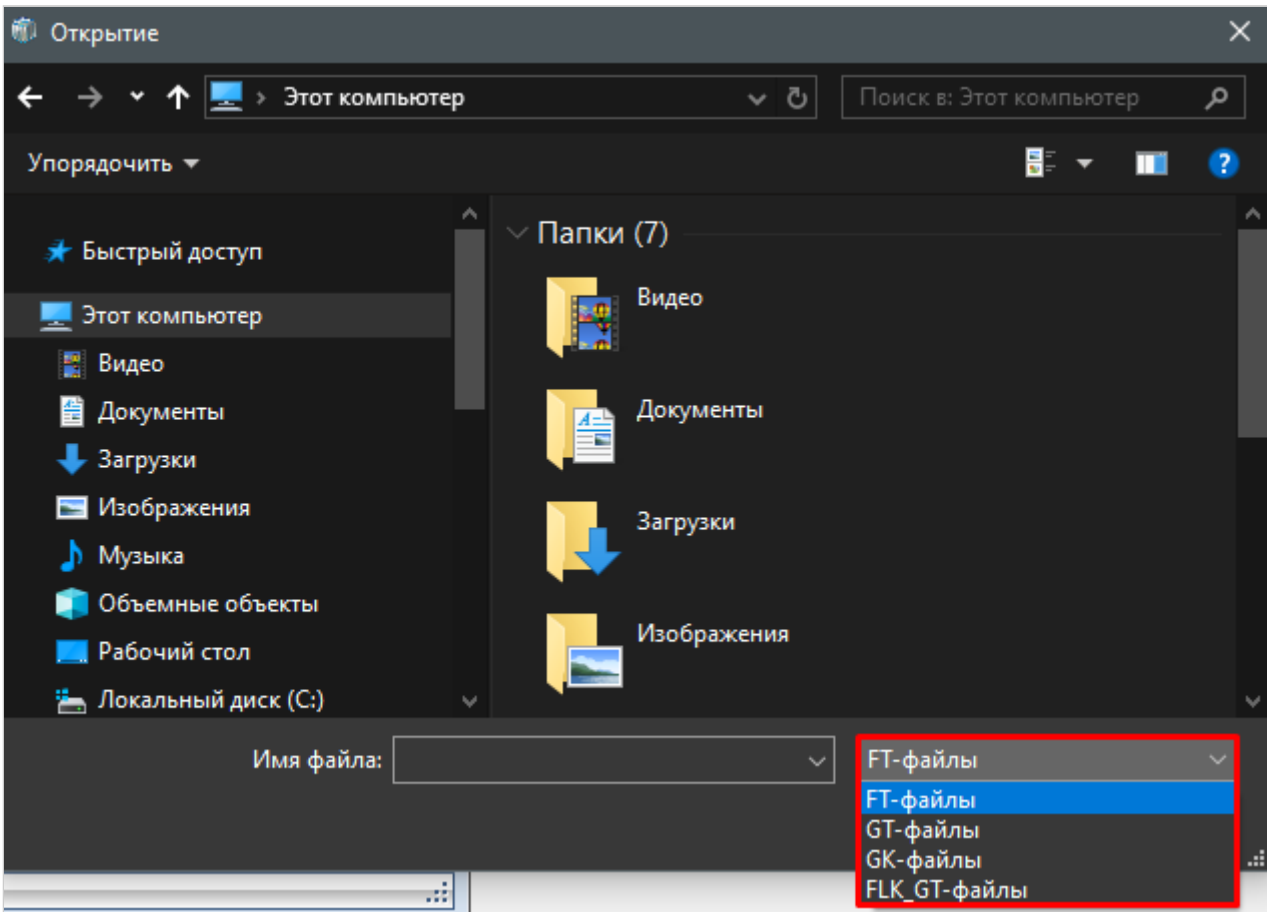 Открытие
Этот компьютер
Поиск в: Этот компьютер
Упорядочить
?
Быстрый доступ
Этот компьютер
Видео
Документы
Загрузки
Изображения
Музыка
Объемные объекты
Рабочий стол
Локальный диск (C:)
Папки (7)
Видео
Документы
Загрузки
Изображения
Имя файла:
FT-файлы
FT-файлы
GT-файлы
GK-файлы
FLK_GT-файлы